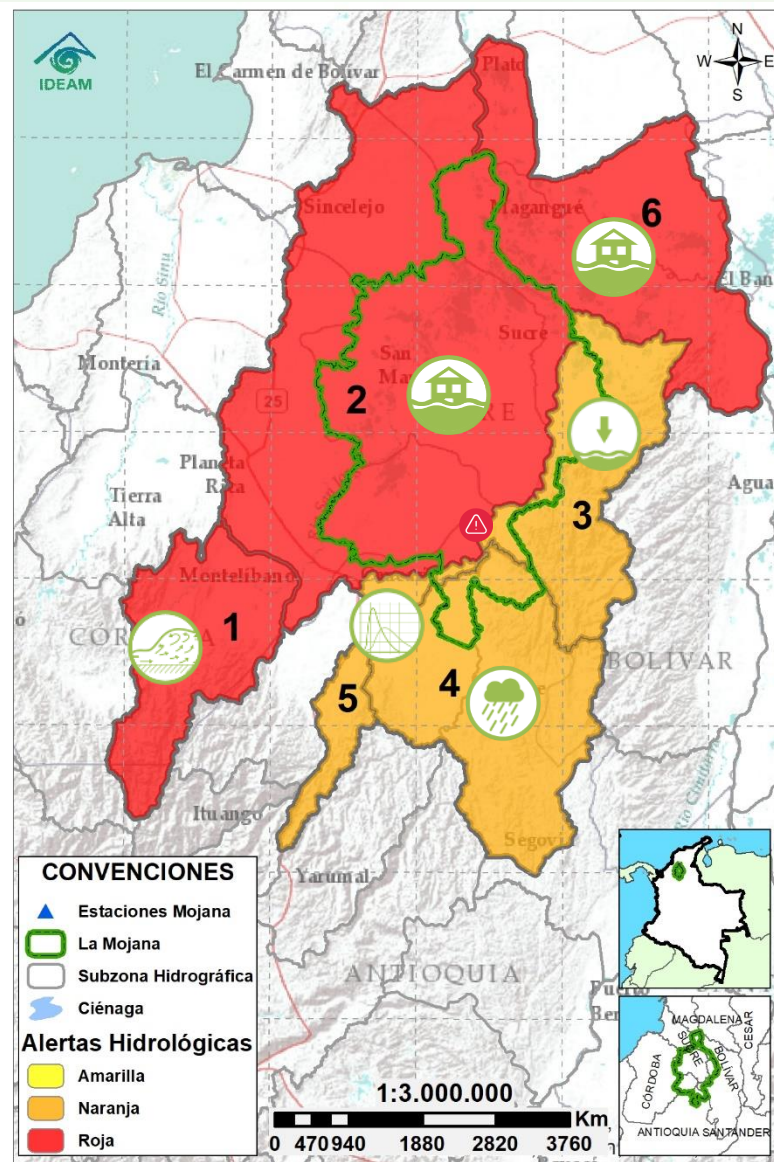 IDEAM
N
W E
S
El Carmen de Bolívar
Plato
Sincelejo
Magangué
6
Río Sinú
El Ban
Montería
San
Mar
Sucre
2
RE
25
Planeta
Rica
Tierra
Alta
Agua
3
Montelíbano
1
CÓR
A
BOLIVAR
4
5
Ituango
Segovi
Yarumal
ANTIOQUIA
Puerto
Ber
CONVENCIONES
Estaciones Mojana
La Mojana
Subzona Hidrográfica
Ciénaga
Alertas Hidrológicas
Amarilla
Naranja
Roja
1:3.000.000
Km
0 470 940 1880 2820 3760
MAGDALENA
CESAR
SUCRE
BOLÍVAR
CÓRDOBA
ANTIOQUIA SANTANDER